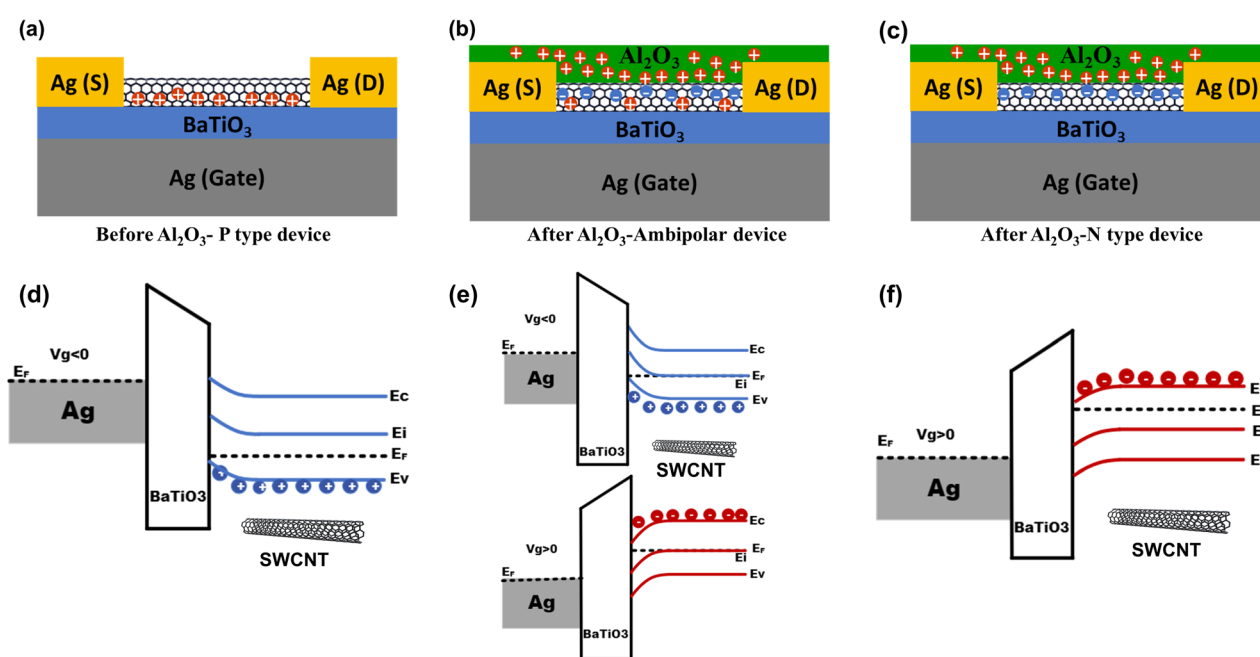 (a)
Ag (S)
Ag (D)
BaTiO₃
Ag (Gate)
Before Al₂O₃- P type device
(b)
Al₂O₃
Ag (S)
Ag (D)
BaTiO₃
Ag (Gate)
After Al₂O₃-Ambipolar device
(c)
Al₂O₃
Ag (S)
Ag (D)
BaTiO₃
Ag (Gate)
After Al₂O₃-N type device
(d)
Vg<0
EF
Ag
BaTiO3
Ec
Ei
EF
Ev
SWCNT
(e)
Vg<0
EF
Ag
BaTiO3
Ec
EF
Ei
Ev
SWCNT
Vg>0
EF
Ag
BaTiO3
Ec
EF
Ei
Ev
(f)
Vg>0
EF
Ag
BaTiO3
E
E
E
E
SWCNT